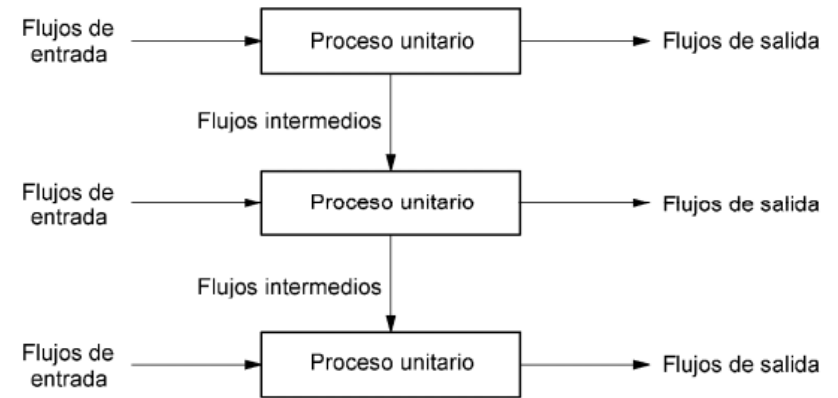 Flujos de
entrada
Proceso unitario
Flujos de salida
Flujos intermedios
Flujos de
entrada
Proceso unitario
Flujos de salida
Flujos intermedios
Flujos de
entrada
Proceso unitario
Flujos de salida